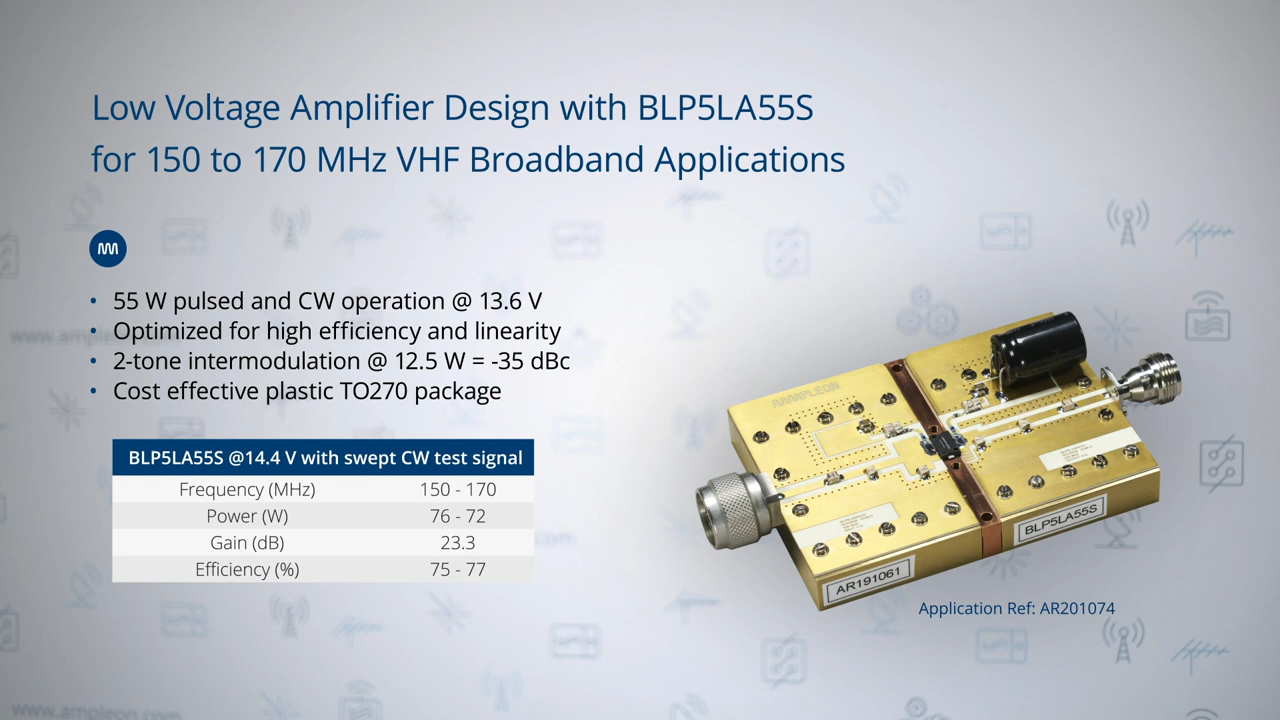 Low Voltage Amplifier Design with BLP5LA55S
for 150 to 170 MHz VHF Broadband Applications
• 55 W pulsed and CW operation @ 13.6 V
• Optimized for high efficiency and linearity
• 2-tone intermodulation @ 12.5 W = -35 dBc
• Cost effective plastic TO270 package
BLP5LA55S @14.4 V with swept CW test signal
Frequency (MHz) 150 - 170
Power (W) 76 - 72
Gain (dB) 23.3
Efficiency (%) 75 - 77
AMPLEON
BLP5LA55S
AR191061
Application Ref: AR201074
www.ampleon.com